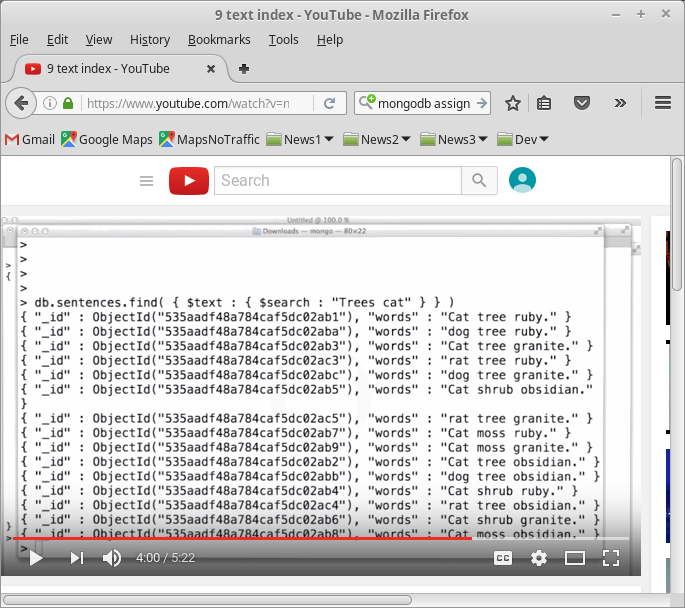 9 text index - YouTube - Mozilla Firefox
File Edit View History Bookmarks Tools Help
9 text index - YouTube
https://www.youtube.com/watch?v=n
mongodb assign
Gmail Google Maps MapsNoTraffic News1 News2 News3 Dev
Search
Untitled @ 100.0 %
Downloads — mongo — 80×22
>
>
>
>
> db.sentences.find( { $text : { $search : "Trees cat" } } )
{ "_id" : ObjectId("535aadf48a784caf5dc02ab1"), "words" : "Cat tree ruby." }
{ "_id" : ObjectId("535aadf48a784caf5dc02aba"), "words" : "dog tree ruby." }
{ "_id" : ObjectId("535aadf48a784caf5dc02ab3"), "words" : "Cat tree granite." }
{ "_id" : ObjectId("535aadf48a784caf5dc02ac3"), "words" : "rat tree ruby." }
{ "_id" : ObjectId("535aadf48a784caf5dc02abc"), "words" : "dog tree granite." }
{ "_id" : ObjectId("535aadf48a784caf5dc02ab5"), "words" : "Cat shrub obsidian."
}
{ "_id" : ObjectId("535aadf48a784caf5dc02ac5"), "words" : "rat tree granite." }
{ "_id" : ObjectId("535aadf48a784caf5dc02ab7"), "words" : "Cat moss ruby." }
{ "_id" : ObjectId("535aadf48a784caf5dc02ab9"), "words" : "Cat moss granite." }
{ "_id" : ObjectId("535aadf48a784caf5dc02ab2"), "words" : "Cat tree obsidian." }
{ "_id" : ObjectId("535aadf48a784caf5dc02abb"), "words" : "dog tree obsidian." }
{ "_id" : ObjectId("535aadf48a784caf5dc02ab4"), "words" : "Cat shrub ruby." }
{ "_id" : ObjectId("535aadf48a784caf5dc02ac4"), "words" : "rat tree obsidian." }
{ "_id" : ObjectId("535aadf48a784caf5dc02ab6"), "words" : "Cat shrub granite." }
{ "_id" : ObjectId("535aadf48a784caf5dc02ab8"), "words" : "Cat moss obsidian." }
>
4:00 / 5:22
CC